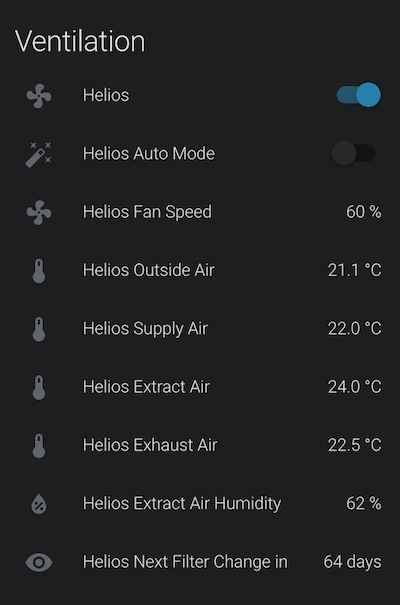 Ventilation
Helios
Helios Auto Mode
Helios Fan Speed 60 %
Helios Outside Air 21.1 °C
Helios Supply Air 22.0 °C
Helios Extract Air 24.0 °C
Helios Exhaust Air 22.5 °C
Helios Extract Air Humidity 62 %
Helios Next Filter Change in 64 days